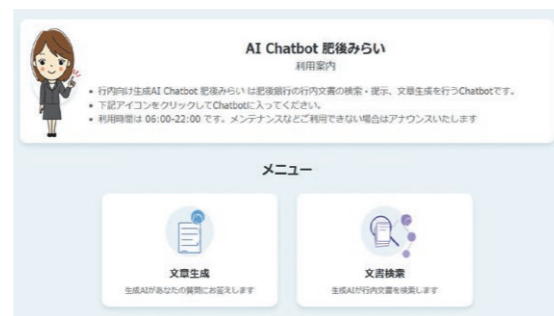 AI Chatbot 肥後みらい
利用案内
• 行内向け生成AI Chatbot 肥後みらい は肥後銀行の行内文書の検索・提示、文章生成を行うChatbotです。
• 下記アイコンをクリックしてChatbotに入ってください。
• 利用時間は 06:00-22:00 です。メンテナンスなどご利用できない場合はアナウンスいたします
メニュー
文章生成
生成AIがあなたの質問にお答えします
文書検索
生成AIが行内文書を検索します